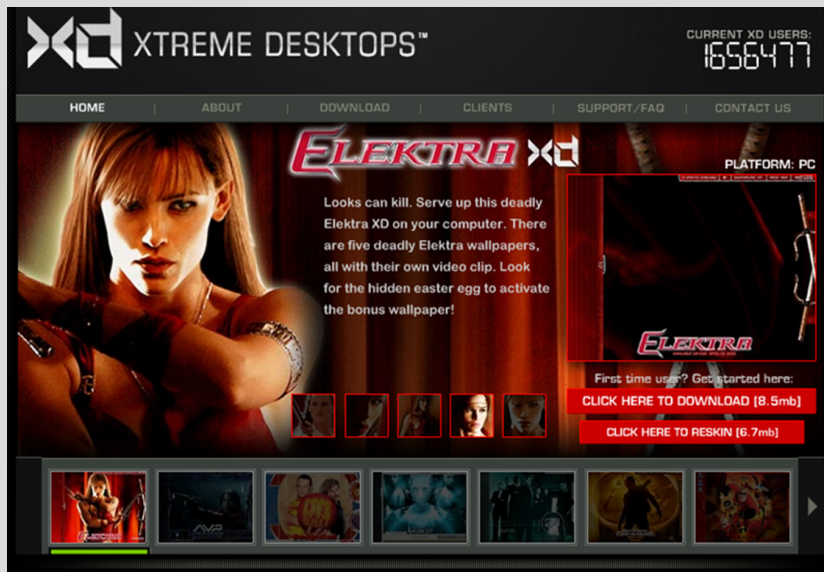 xd XTREME DESKTOPS™
CURRENT XD USERS:
1656477
HOME | ABOUT | DOWNLOAD | CLIENTS | SUPPORT/FAQ | CONTACT US
ELEKTRA xd
PLATFORM: PC
Looks can kill. Serve up this deadly
Elektra XD on your computer. There
are five deadly Elektra wallpapers,
all with their own video clip. Look
for the hidden easter egg to activate
the bonus wallpaper!
ELEKTRA
First time user? Get started here:
CLICK HERE TO DOWNLOAD [8.5mb]
CLICK HERE TO RESKIN [6.7mb]
AVP